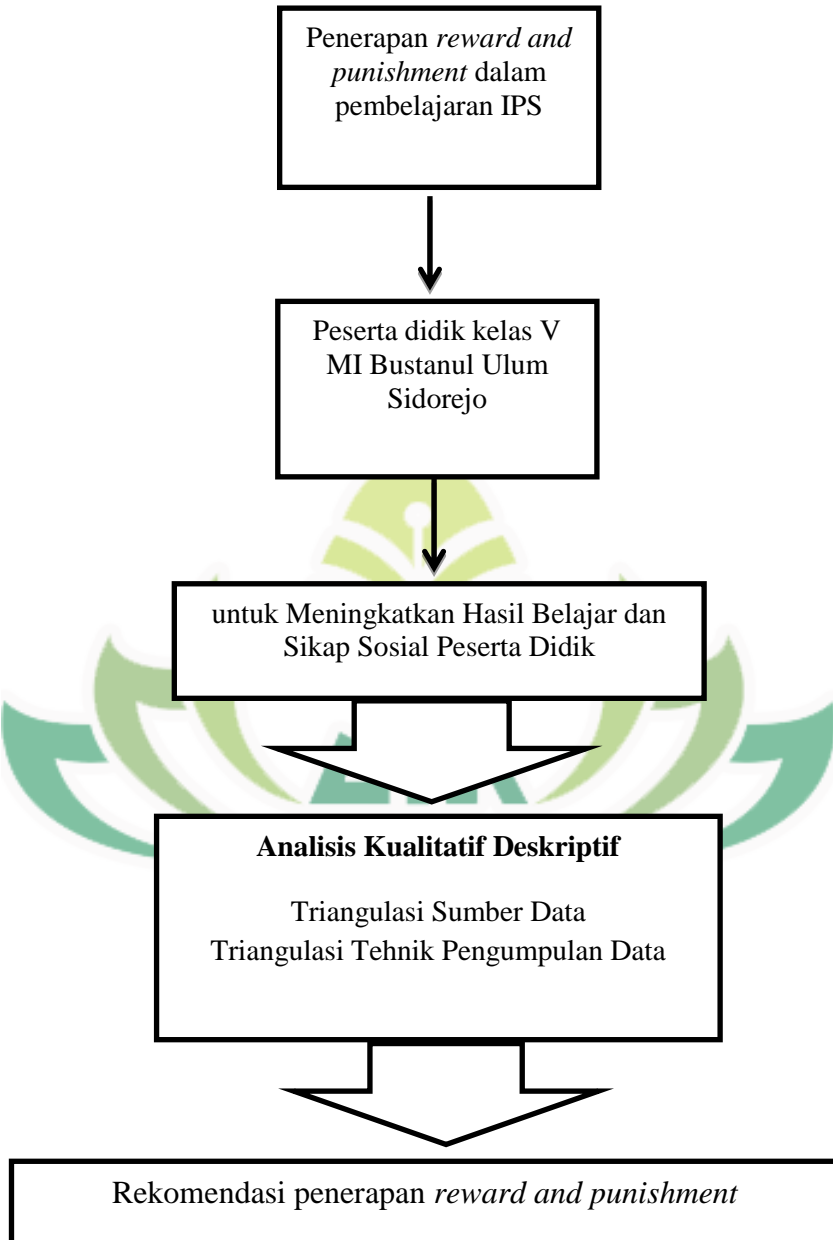 Penerapan reward and
punishment dalam
pembelajaran IPS
Peserta didik kelas V
MI Bustanul Ulum
Sidorejo
untuk Meningkatkan Hasil Belajar dan
Sikap Sosial Peserta Didik
Analisis Kualitatif Deskriptif
Triangulasi Sumber Data
Triangulasi Tehnik Pengumpulan Data
Rekomendasi penerapan reward and punishment